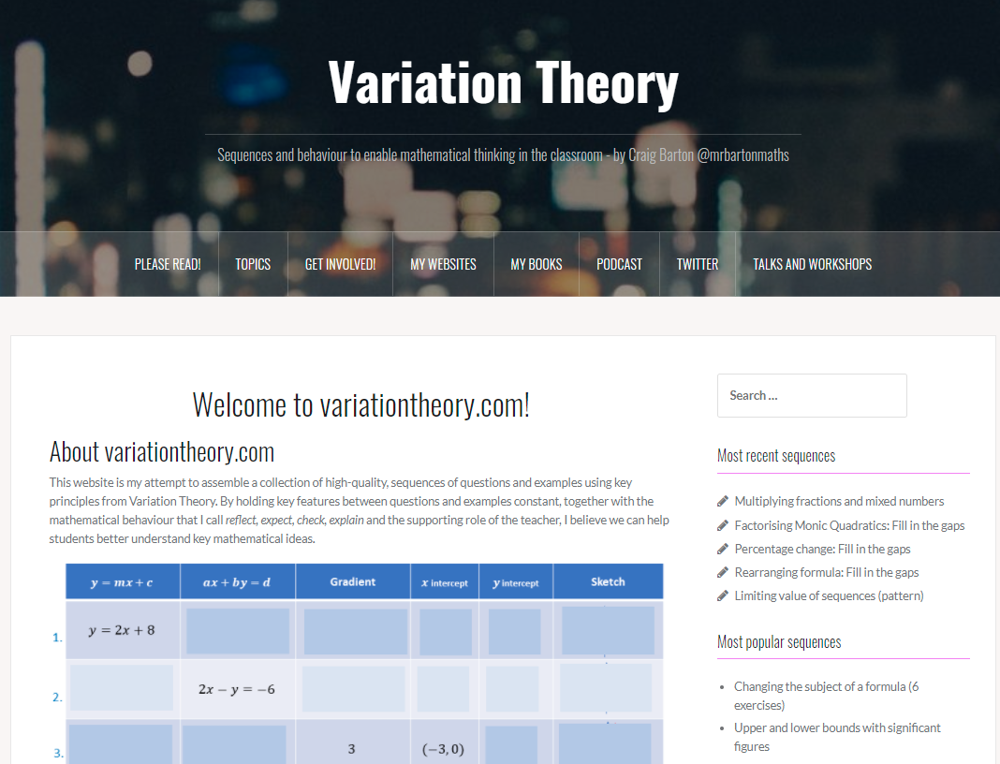 Variation Theory
Sequences and behaviour to enable mathematical thinking in the classroom - by Craig Barton @mrbartonmaths
PLEASE READ! TOPICS GET INVOLVED! MY WEBSITES MY BOOKS PODCAST TWITTER TALKS AND WORKSHOPS
Welcome to variationtheory.com!
About variationtheory.com
This website is my attempt to assemble a collection of high-quality, sequences of questions and examples using key
principles from Variation Theory. By holding key features between questions and examples constant, together with the
mathematical behaviour that I call reflect, expect, check, explain and the supporting role of the teacher, I believe we can help
students better understand key mathematical ideas.
y = mx + c ax + by = d Gradient x intercept y intercept Sketch
1. y = 2x + 8
2. 2x − y = −6
3. 3 (−3, 0)
Search ...
Most recent sequences
Multiplying fractions and mixed numbers
Factorising Monic Quadratics: Fill in the gaps
Percentage change: Fill in the gaps
Rearranging formula: Fill in the gaps
Limiting value of sequences (pattern)
Most popular sequences
Changing the subject of a formula (6
exercises)
Upper and lower bounds with significant
figures